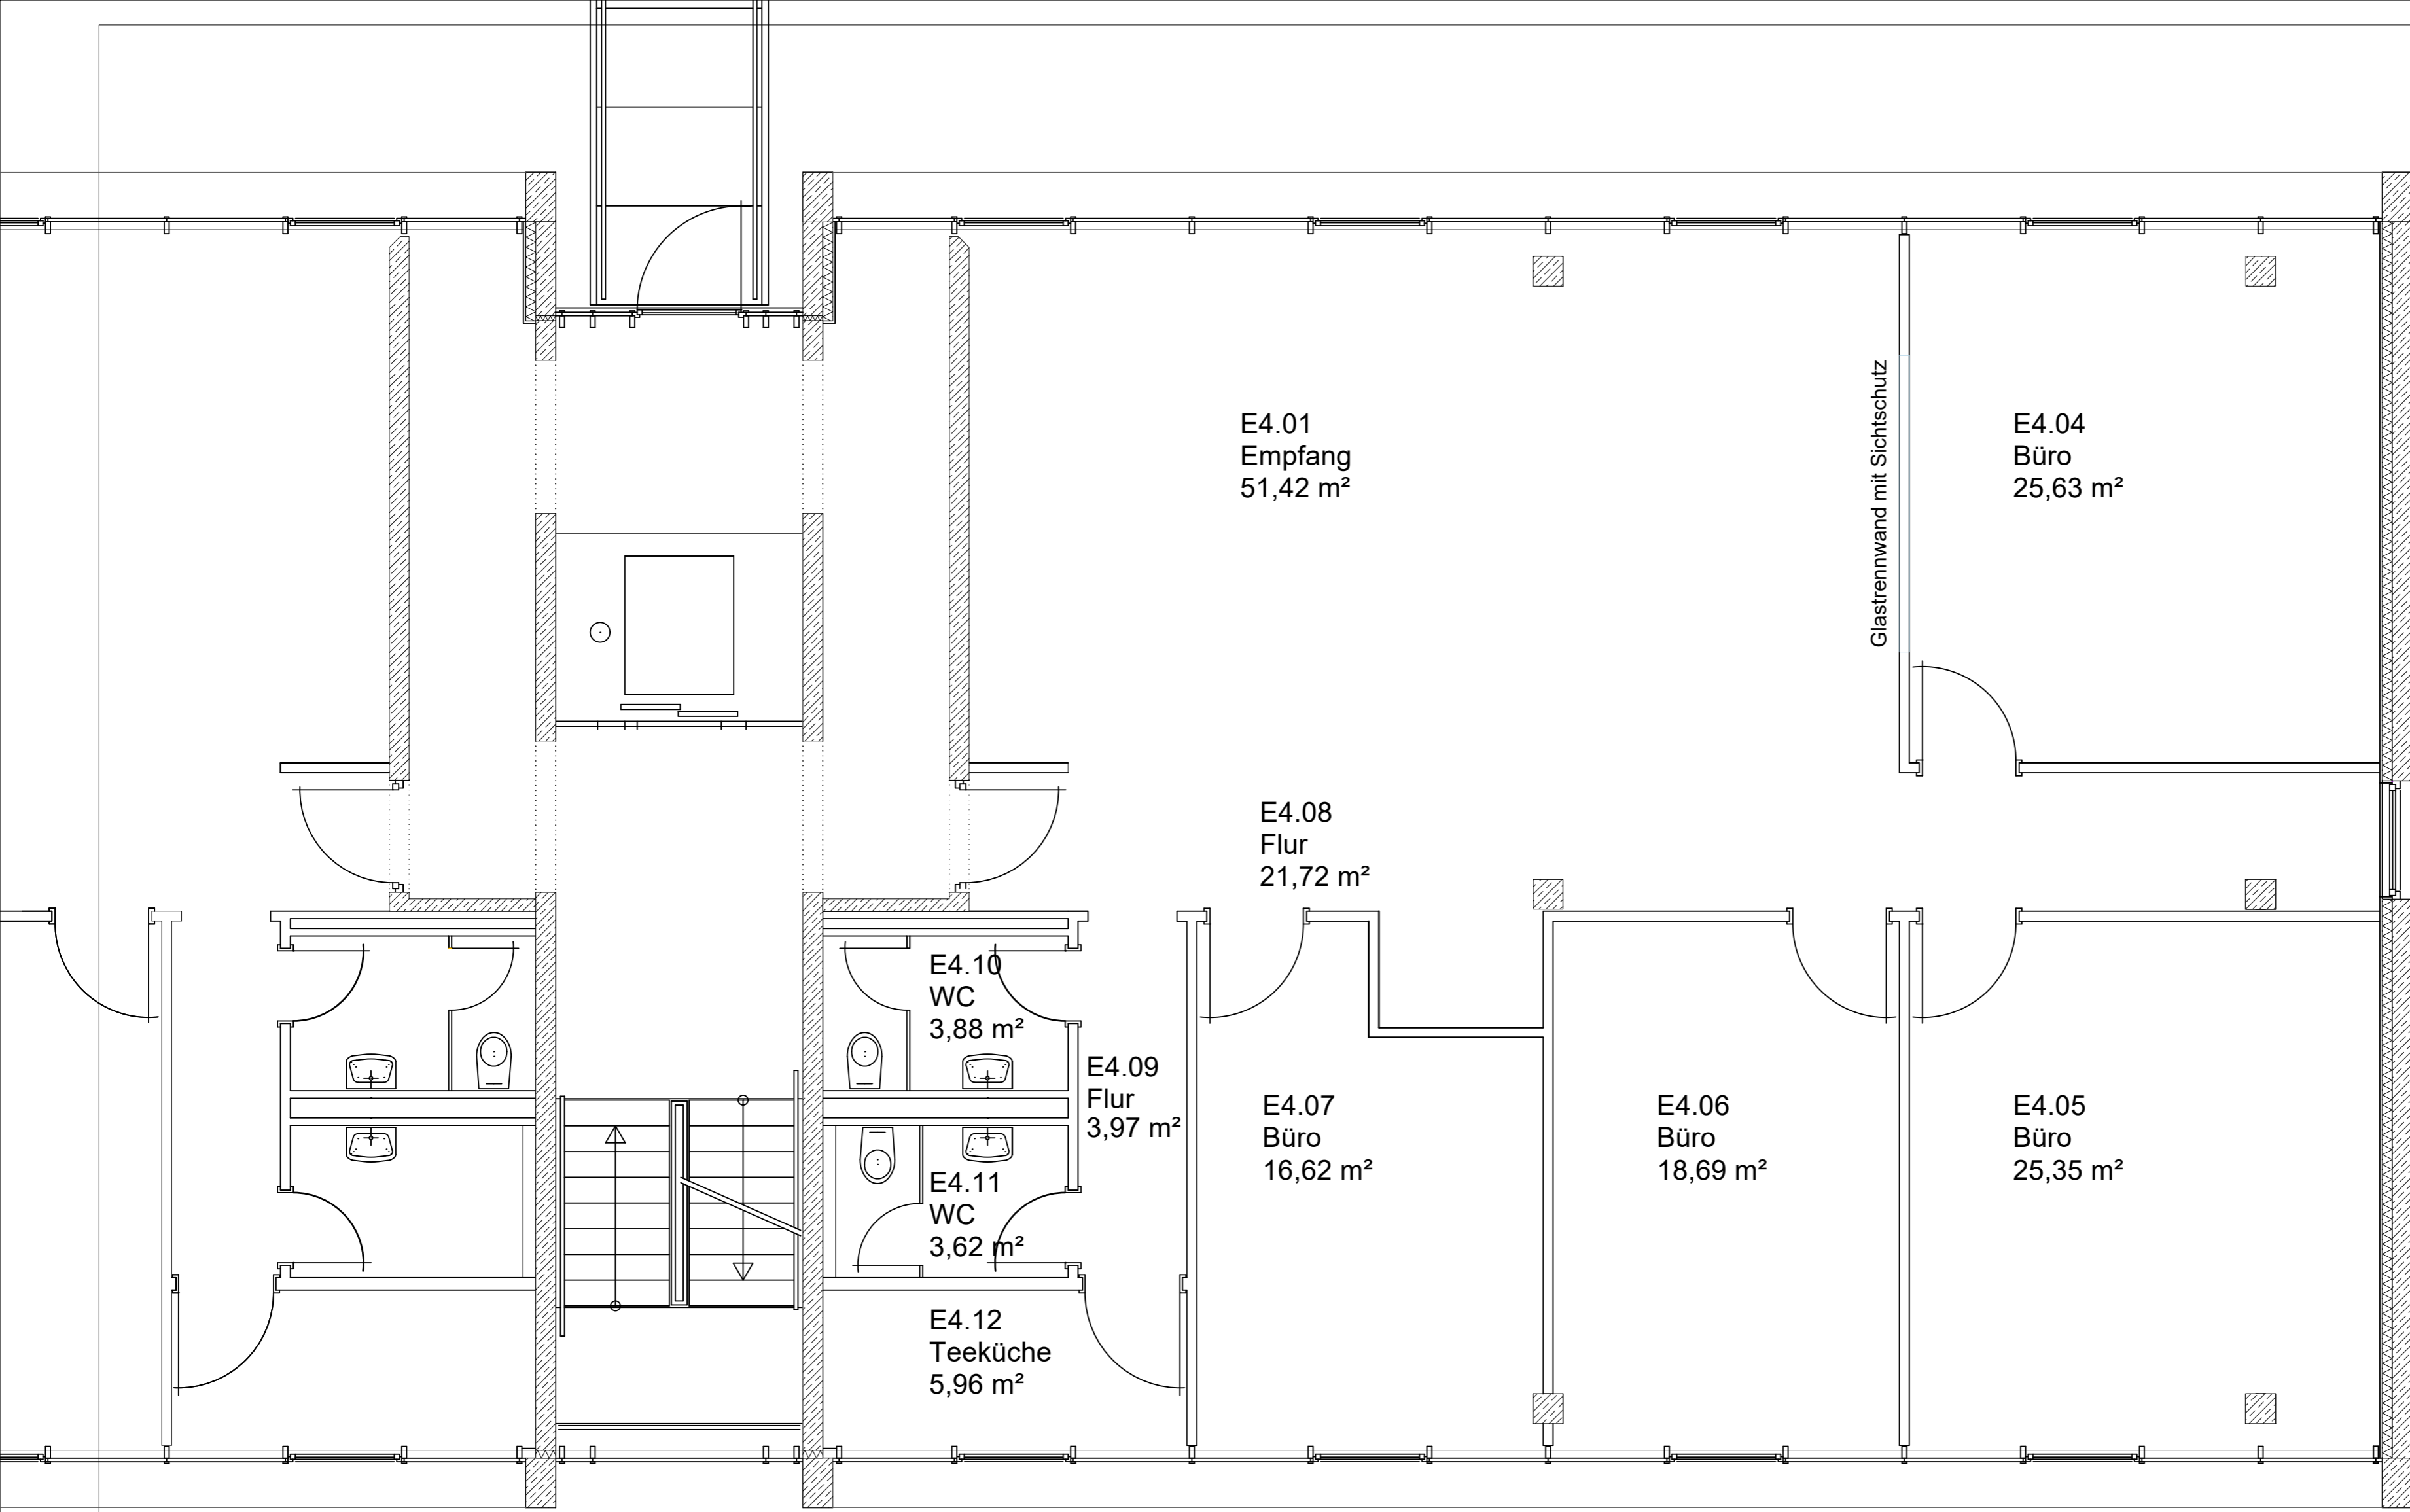 E4.01
Empfang
51,42 m²
Glastrennwand mit Sichtschutz
E4.04
Büro
25,63 m²
E4.08
Flur
21,72 m²
E4.10
WC
3,88 m²
E4.09
Flur
3,97 m²
E4.07
Büro
16,62 m²
E4.06
Büro
18,69 m²
E4.05
Büro
25,35 m²
E4.11
WC
3,62 m²
E4.12
Teeküche
5,96 m²